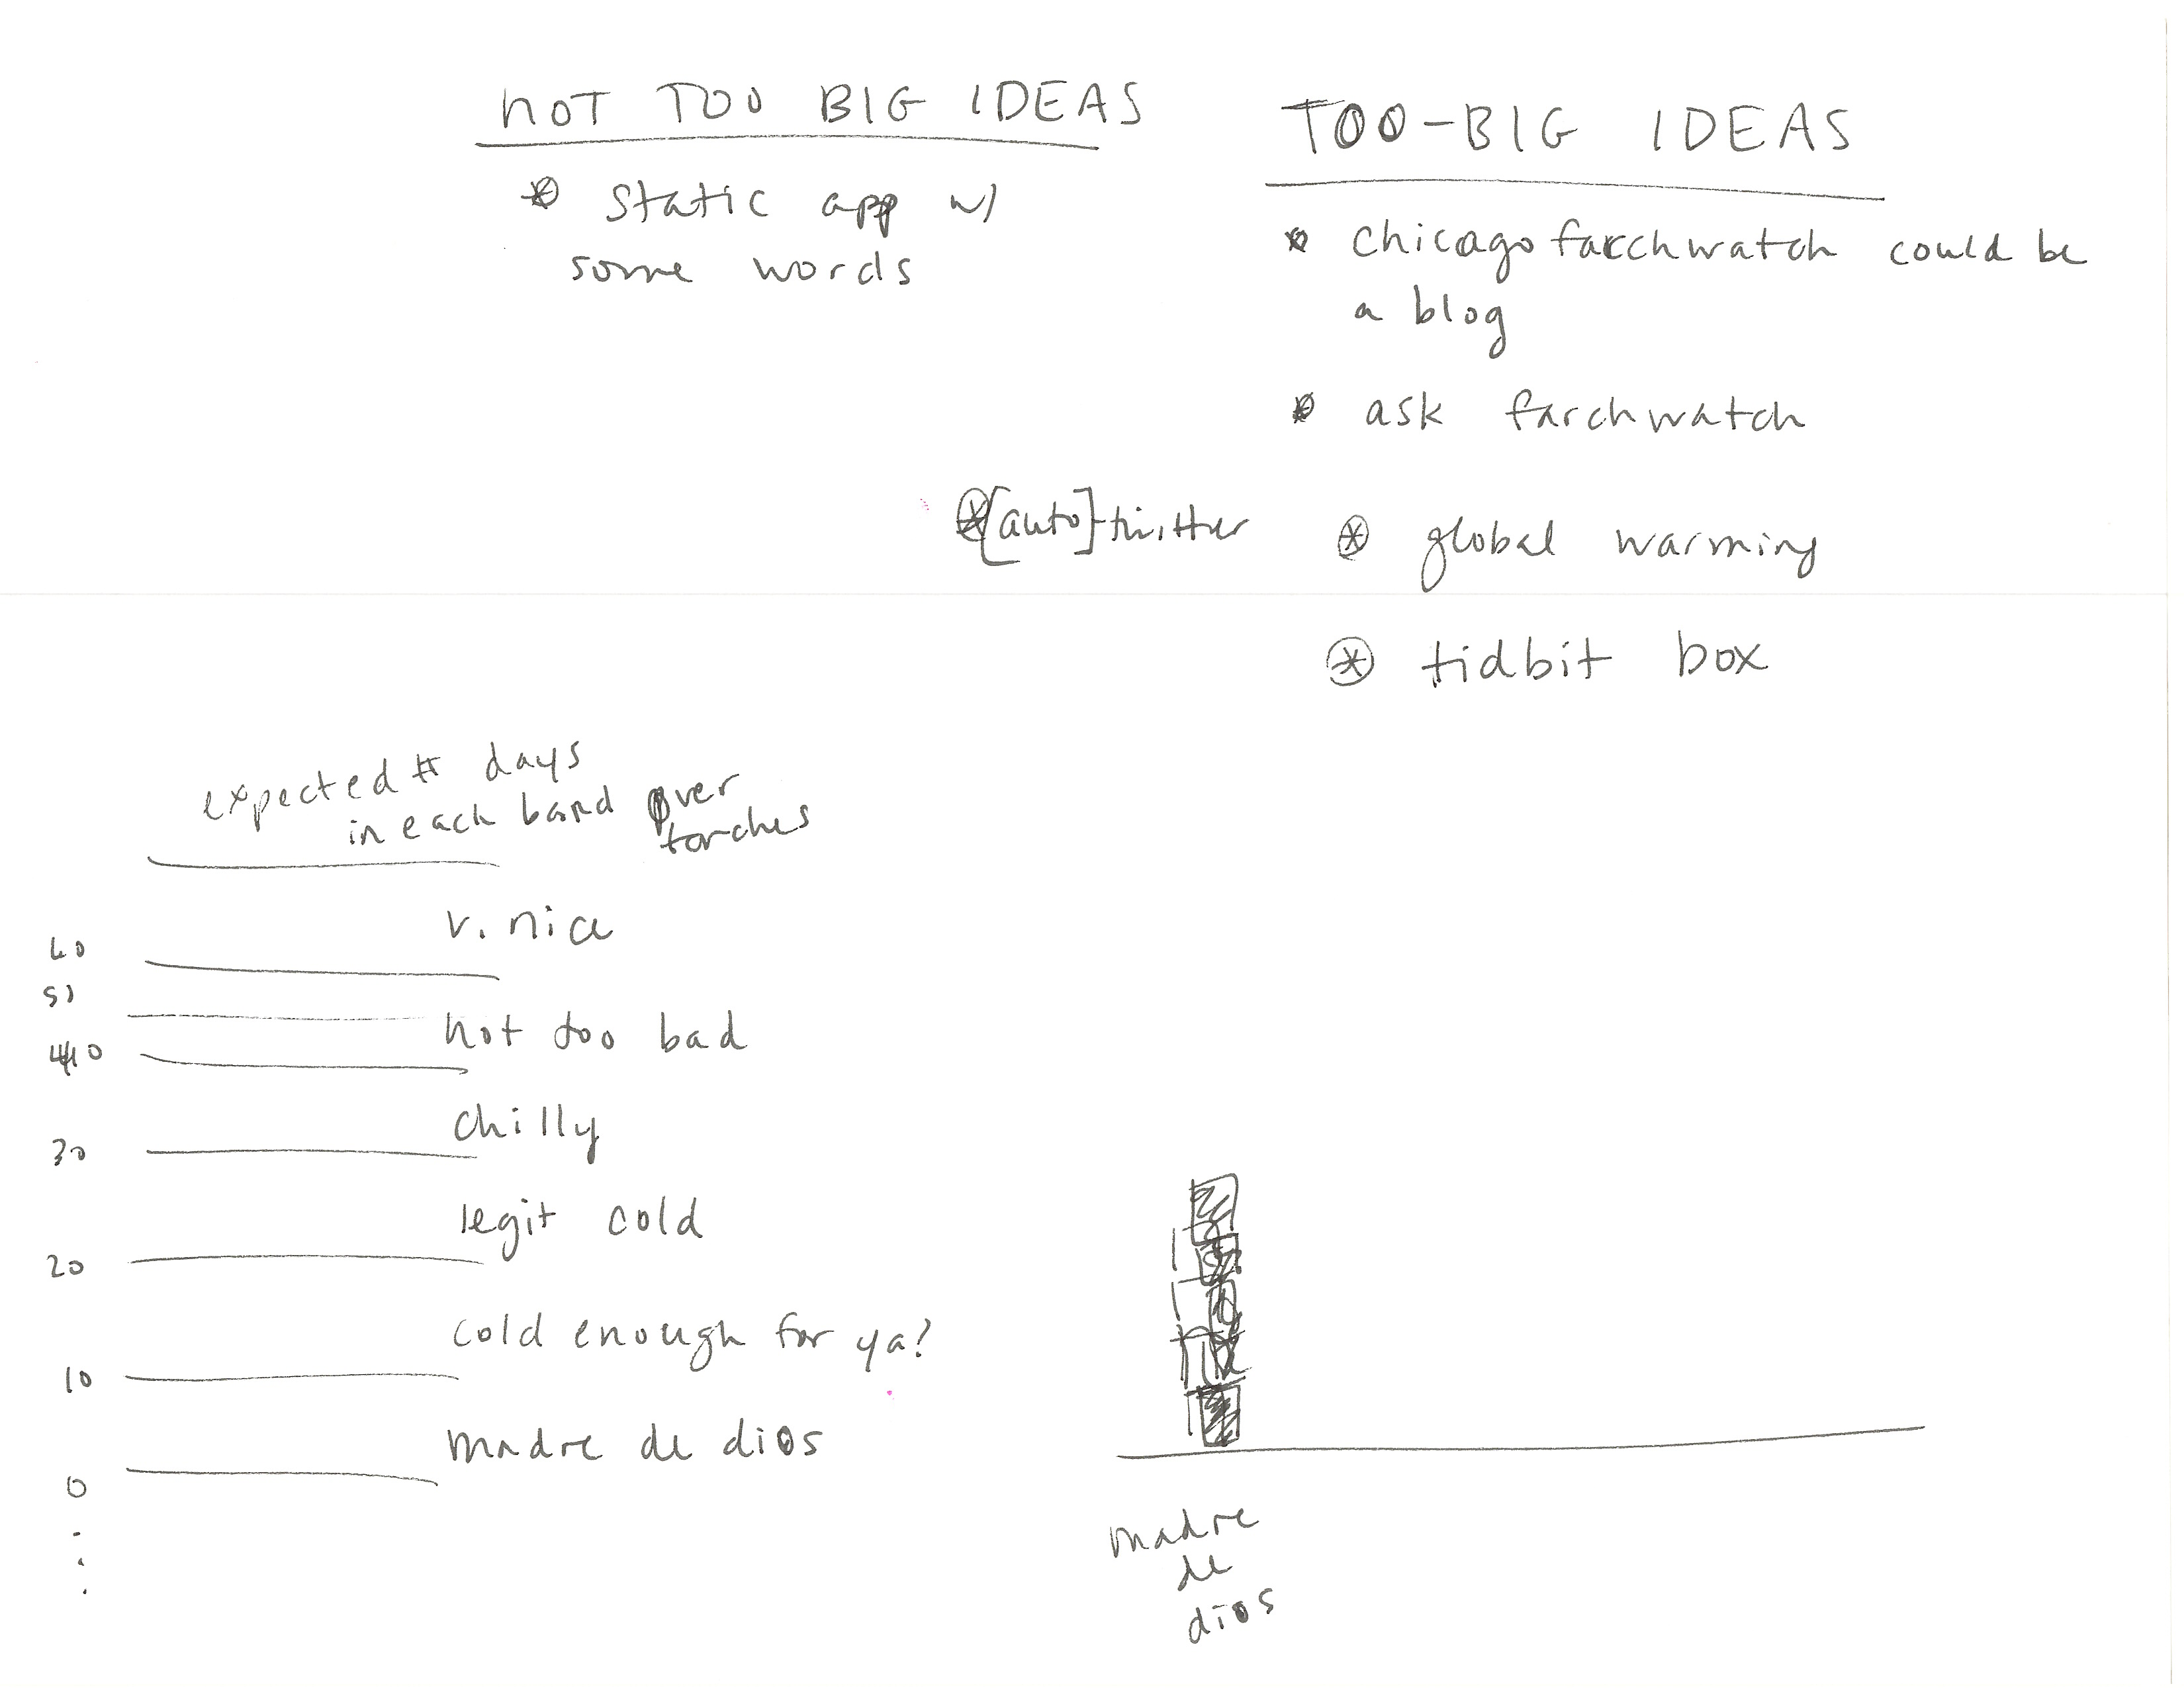 NOT TOO BIG IDEAS
* static app w/
some words
TOO-BIG IDEAS
* chicago farchwatch could be
a blog
* ask farchwatch
* [auto] twitter
* global warming
* tidbit box
expected # days
in each band over
farches
v. nice
60
50
not too bad
40
chilly
30
legit cold
20
cold enough for ya?
10
madre de dios
0
madre
de
dios